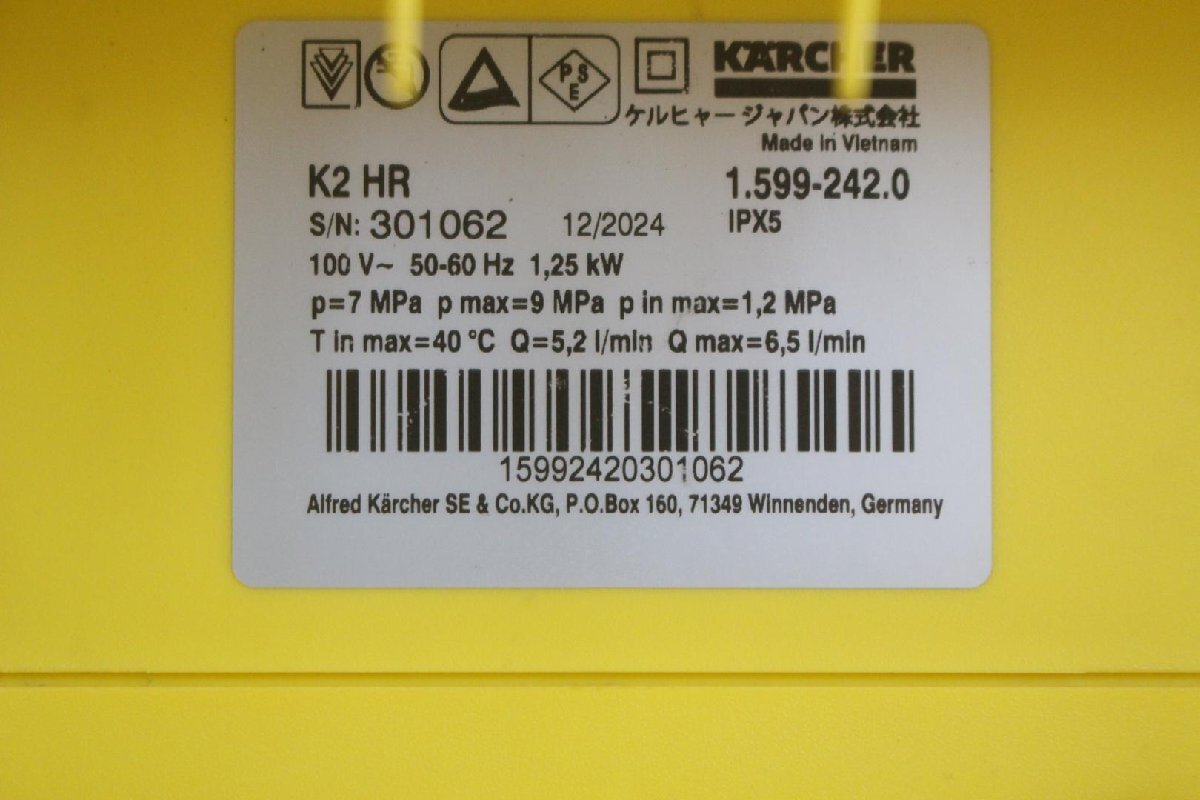 P S E
KÄRCHER
ケルヒャー ジャパン株式会社
Made in Vietnam
K2 HR 1.599-242.0
S/N: 301062 12/2024 IPX5
100 V~ 50-60 Hz 1,25 kW
p=7 MPa p max=9 MPa p in max=1,2 MPa
T in max=40 °C Q=5,2 l/min Q max=6,5 l/min
15992420301062
Alfred Kärcher SE & Co.KG, P.O.Box 160, 71349 Winnenden, Germany